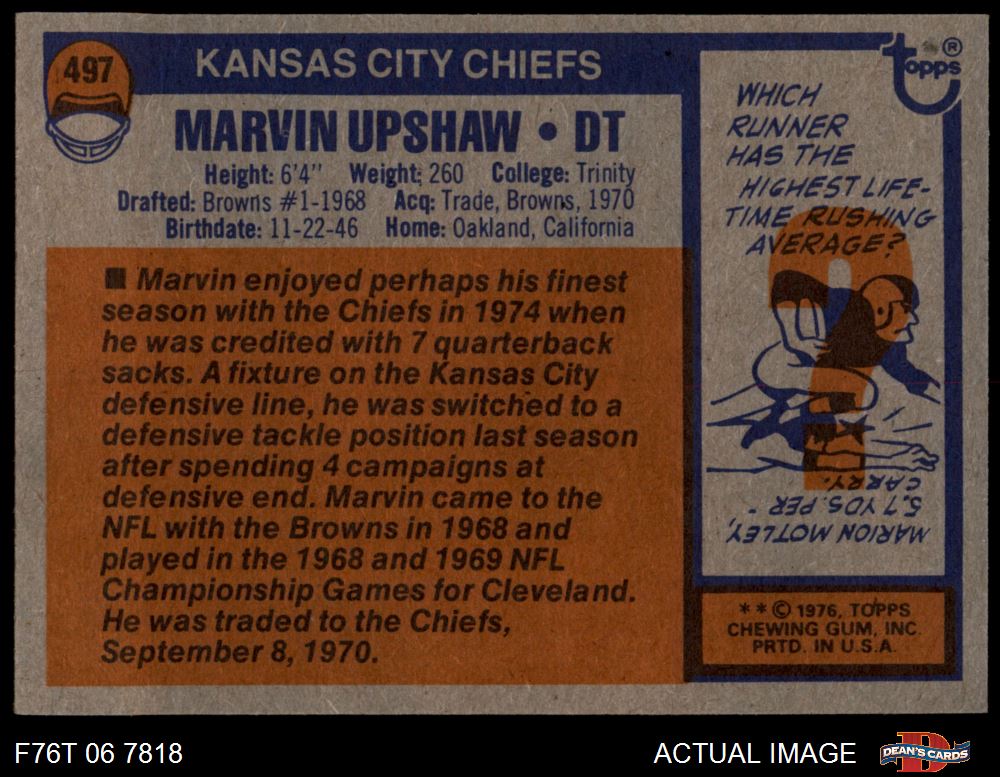 497
KANSAS CITY CHIEFS
topps®
MARVIN UPSHAW • DT
Height: 6'4" Weight: 260 College: Trinity
Drafted: Browns #1-1968 Acq: Trade, Browns, 1970
Birthdate: 11-22-46 Home: Oakland, California
■ Marvin enjoyed perhaps his finest
season with the Chiefs in 1974 when
he was credited with 7 quarterback
sacks. A fixture on the Kansas City
defensive line, he was switched to a
defensive tackle position last season
after spending 4 campaigns at
defensive end. Marvin came to the
NFL with the Browns in 1968 and
played in the 1968 and 1969 NFL
Championship Games for Cleveland.
He was traded to the Chiefs,
September 8, 1970.
WHICH
RUNNER
HAS THE
HIGHEST LIFE-
TIME RUSHING
AVERAGE?
?
MARION MOTLEY,
5.7 YDS. PER
CARRY.
** © 1976, TOPPS
CHEWING GUM, INC.
PRTD. IN U.S.A.
F76T 06 7818
ACTUAL IMAGE
D
DEAN'S CARDS